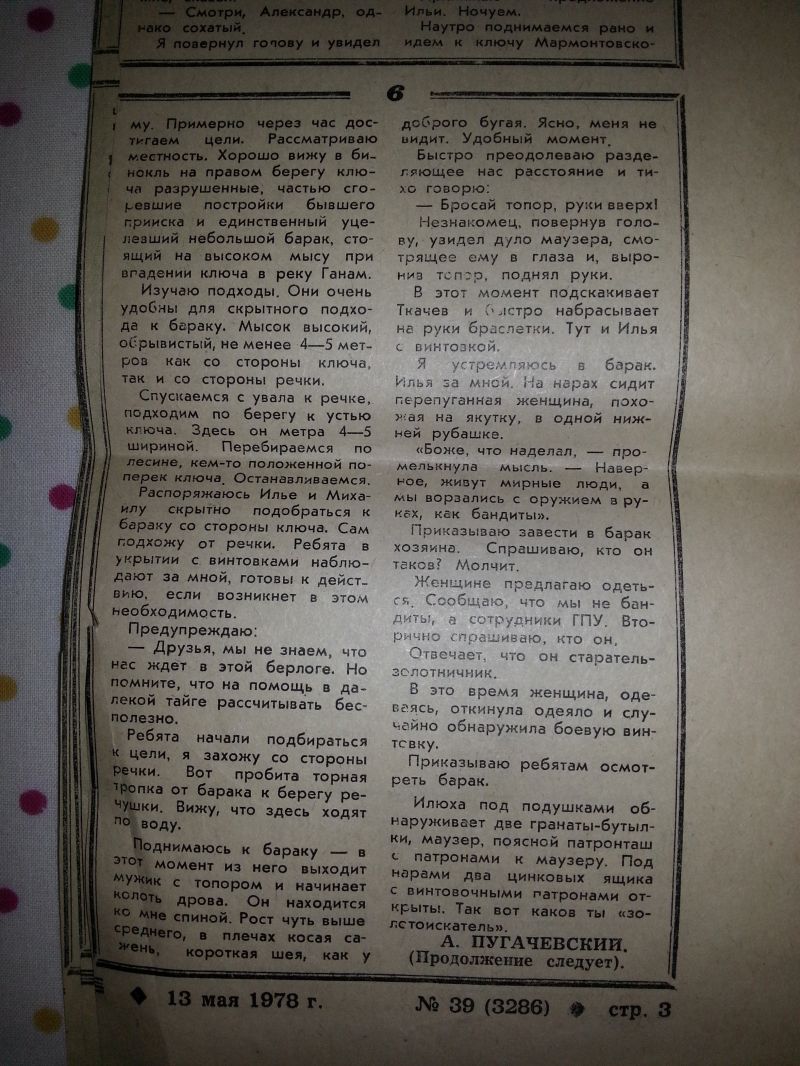 — Смотри, Александр, од-
нако сохатый.
Я повернул голову и увидел
Ильи. Ночуем.
Наутро поднимаемся рано и
идем к ключу Мармонтовско-
6
му. Примерно через час дос-
тигаем цели. Рассматриваю
местность. Хорошо вижу в би-
нокль на правом берегу клю-
ча разрушенные, частью сго-
ревшие постройки бывшего
прииска и единственный уце-
левший небольшой барак, сто-
ящий на высоком мысу при
впадении ключа в реку Ганам.
Изучаю подходы. Они очень
удобны для скрытного подхо-
да к бараку. Мысок высокий,
обрывистый, не менее 4—5 мет-
ров как со стороны ключа,
так и со стороны речки.
Спускаемся с увала к речке,
подходим по берегу к устью
ключа. Здесь он метра 4—5
шириной. Перебираемся по
лесине, кем-то положенной по-
перек ключа. Останавливаемся.
Распоряжаюсь Илье и Миха-
илу скрытно подобраться к
бараку со стороны ключа. Сам
подхожу от речки. Ребята в
укрытии с винтовками наблю-
дают за мной, готовы к дейст-
вию, если возникнет в этом
необходимость.
Предупреждаю:
— Друзья, мы не знаем, что
нас ждет в этой берлоге. Но
помните, что на помощь в да-
лекой тайге рассчитывать бес-
полезно.
Ребята начали подбираться
к цели, я захожу со стороны
речки. Вот пробита торная
тропка от барака к берегу ре-
чушки. Вижу, что здесь ходят
по воду.
Поднимаюсь к бараку — в
этот момент из него выходит
мужик с топором и начинает
колоть дрова. Он находится
ко мне спиной. Рост чуть выше
среднего, в плечах косая са-
жень, короткая шея, как у
доброго бугая. Ясно, меня не
видит. Удобный момент.
Быстро преодолеваю разде-
ляющее нас расстояние и ти-
хо говорю:
— Бросай топор, руки вверх!
Незнакомец, повернув голо-
ву, увидел дуло маузера, смо-
трящее ему в глаза и, выро-
нив топор, поднял руки.
В этот момент подскакивает
Ткачев и быстро набрасывает
на руки браслетки. Тут и Илья
с винтовкой.
Я устремляюсь в барак.
Илья за мной. На нарах сидит
перепуганная женщина, похо-
жая на якутку, в одной ниж-
ней рубашке.
«Боже, что наделал, — про-
мелькнула мысль. — Навер-
ное, живут мирные люди, а
мы ворзались с оружием в ру-
ках, как бандиты».
Приказываю завести в барак
хозяина. Спрашиваю, кто он
таков? Молчит.
Женщине предлагаю одеть-
ся. Сообщаю, что мы не бан-
диты, а сотрудники ГПУ. Вто-
рично спрашиваю, кто он.
Отвечает, что он старатель-
золотничник.
В это время женщина, оде-
ваясь, откинула одеяло и слу-
чайно обнаружила боевую вин-
товку.
Приказываю ребятам осмот-
реть барак.
Илюха под подушками об-
наруживает две гранаты-бутыл-
ки, маузер, поясной патронташ
с патронами к маузеру. Под
нарами два цинковых ящика
с винтовочными патронами от-
крыты. Так вот каков ты «зо-
лотоискатель».
А. ПУГАЧЕВСКИЙ.
(Продолжение следует).
13 мая 1978 г. № 39 (3286) стр. 3